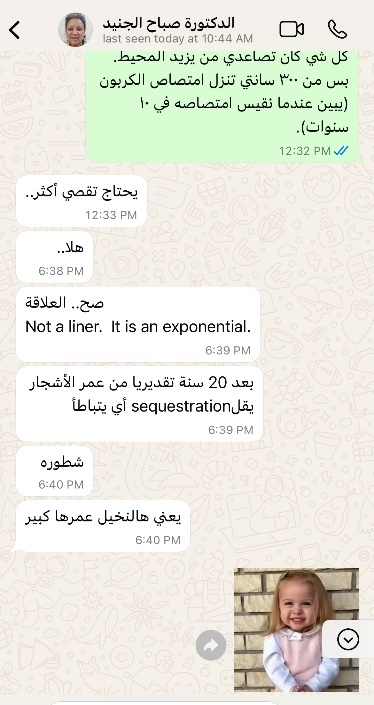 الدكتورة صباح الجنيد
last seen today at 10:44 AM
كل شي كان تصاعدي من يزيد المحيط.
بس من ٣٠٠ سانتي تنزل امتصاص الكربون
(يبين عندما نقيس امتصاصه في ١٠
سنوات).
12:32 PM
يحتاج تقصي أكثر..
12:33 PM
هلا..
6:38 PM
صح.. العلاقة
Not a liner. It is an exponential.
6:39 PM
بعد 20 سنة تقديريا من عمر الأشجار
يقلsequestration أي يتباطأ
6:39 PM
شطوره
6:40 PM
يعني هالنخيل عمرها كبير
6:40 PM